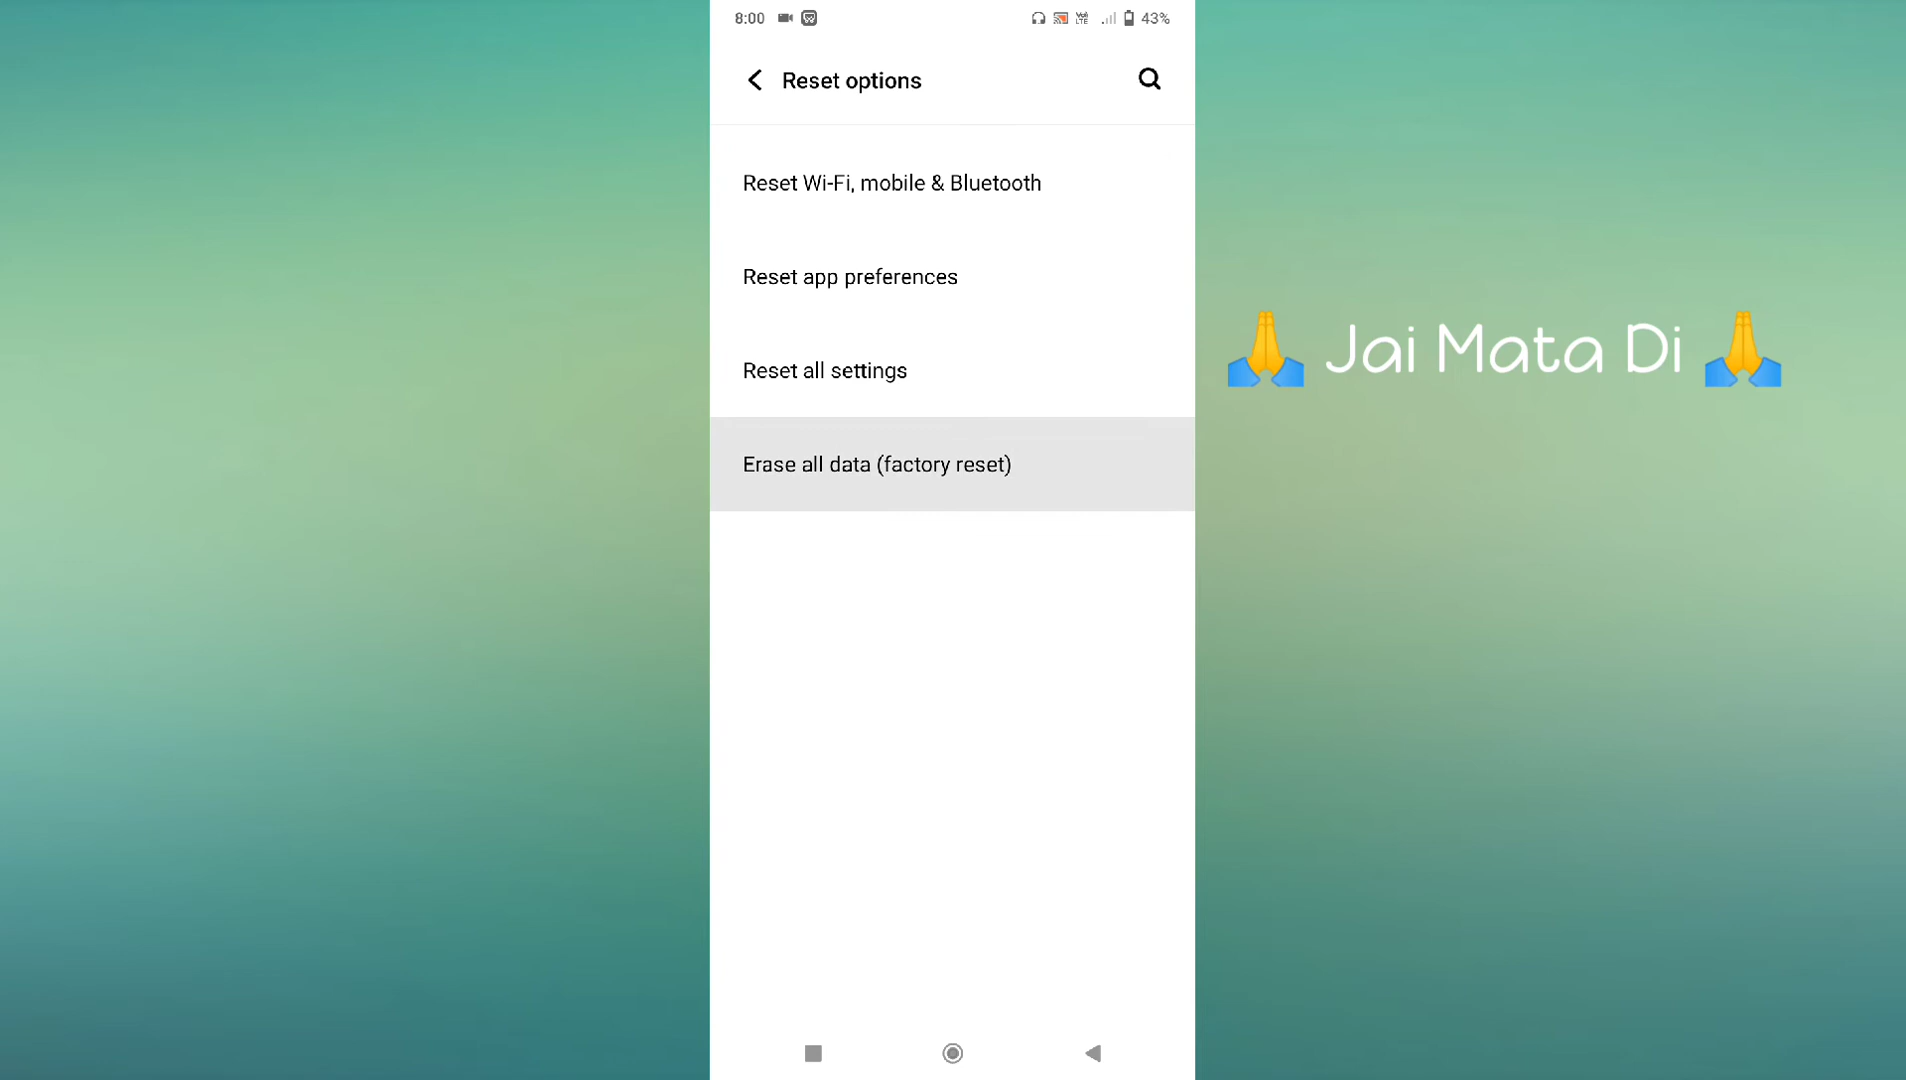 8:00 43%
Reset options
Reset Wi-Fi, mobile & Bluetooth
Reset app preferences
🙏 Jai Mata Di 🙏
Reset all settings
Erase all data (factory reset)